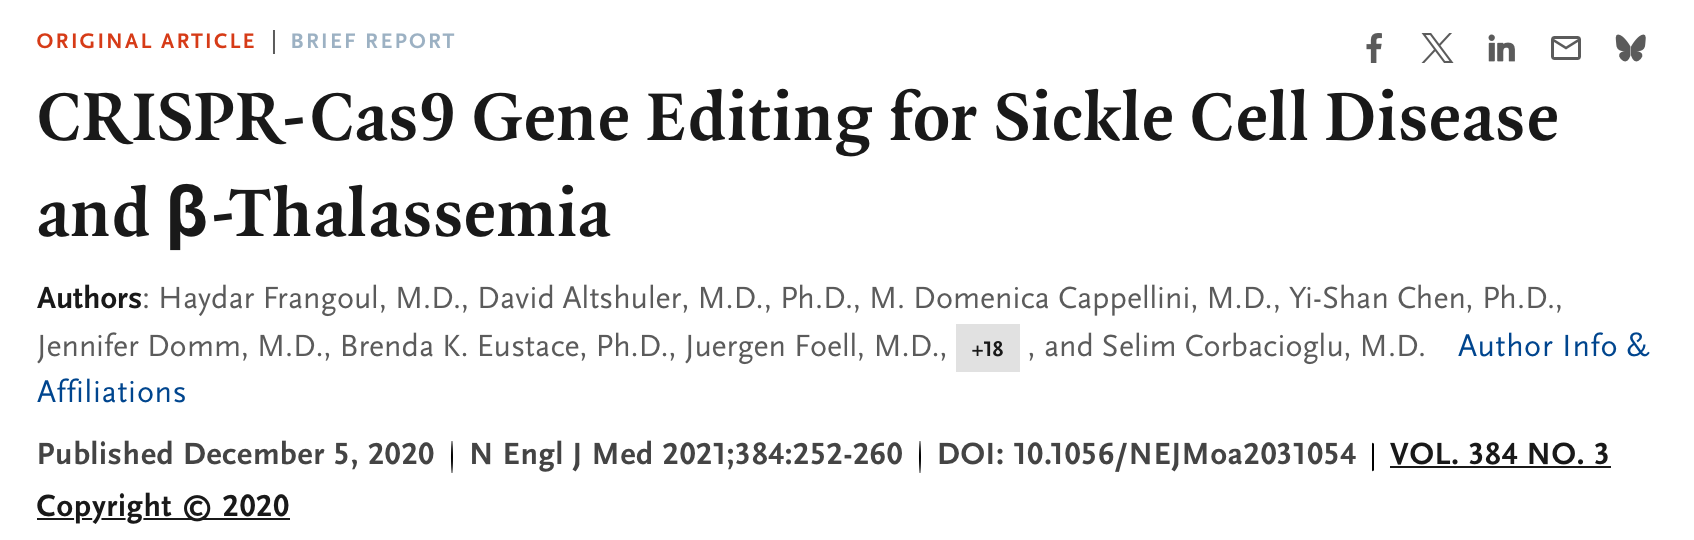 ORIGINAL ARTICLE | BRIEF REPORT
CRISPR-Cas9 Gene Editing for Sickle Cell Disease
and β-Thalassemia
Authors: Haydar Frangoul, M.D., David Altshuler, M.D., Ph.D., M. Domenica Cappellini, M.D., Yi-Shan Chen, Ph.D.,
Jennifer Domm, M.D., Brenda K. Eustace, Ph.D., Juergen Foell, M.D., +18 , and Selim Corbacioglu, M.D. Author Info &
Affiliations
Published December 5, 2020 | N Engl J Med 2021;384:252-260 | DOI: 10.1056/NEJMoa2031054 | VOL. 384 NO. 3
Copyright © 2020